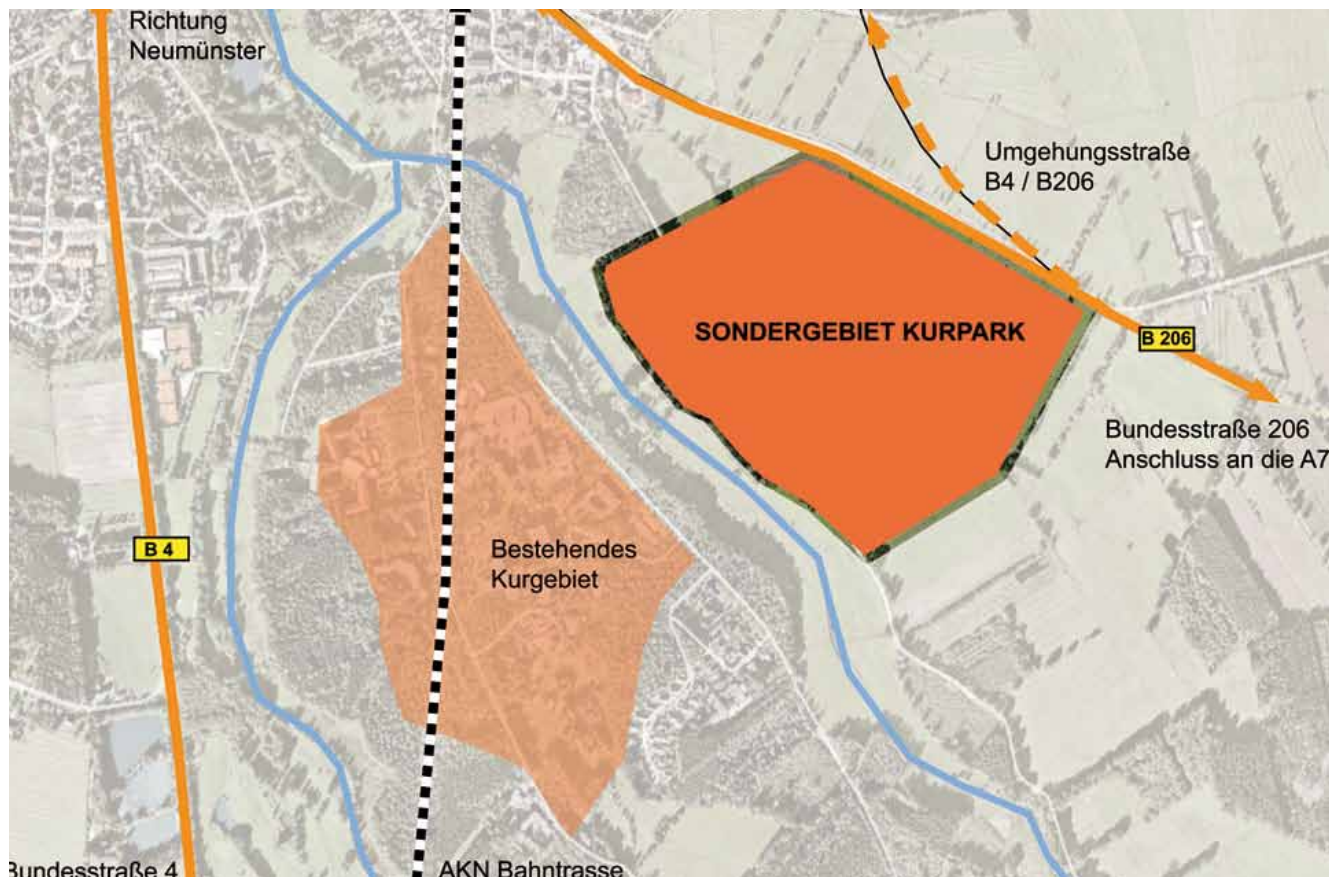 Richtung
Neumünster
Umgehungsstraße
B4 / B206
SONDERGEBIET KURPARK
B 206
Bundesstraße 206
Anschluss an die A7
B 4
Bestehendes
Kurgebiet
Bundesstraße 4
AKN Bahntrasse